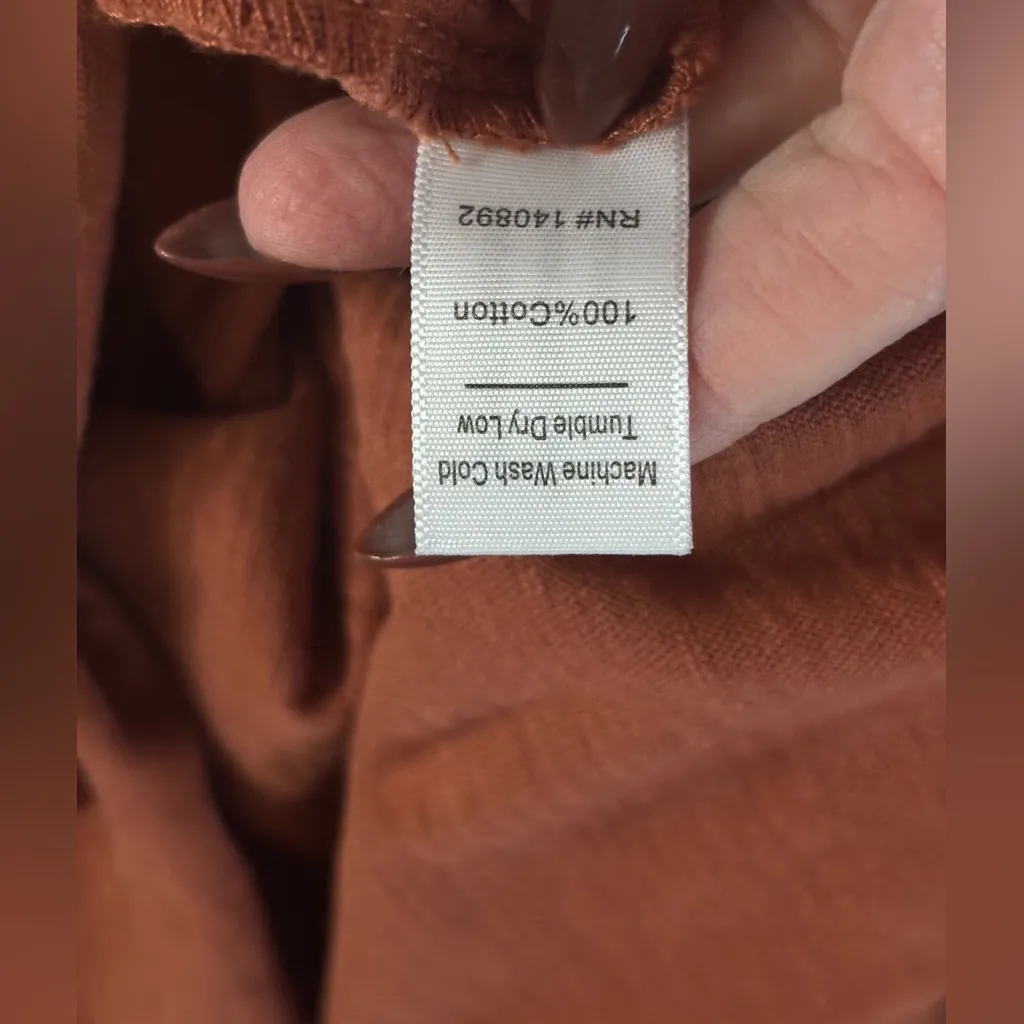 Machine Wash Cold
Tumble Dry Low
100%Cotton
RN# 140892